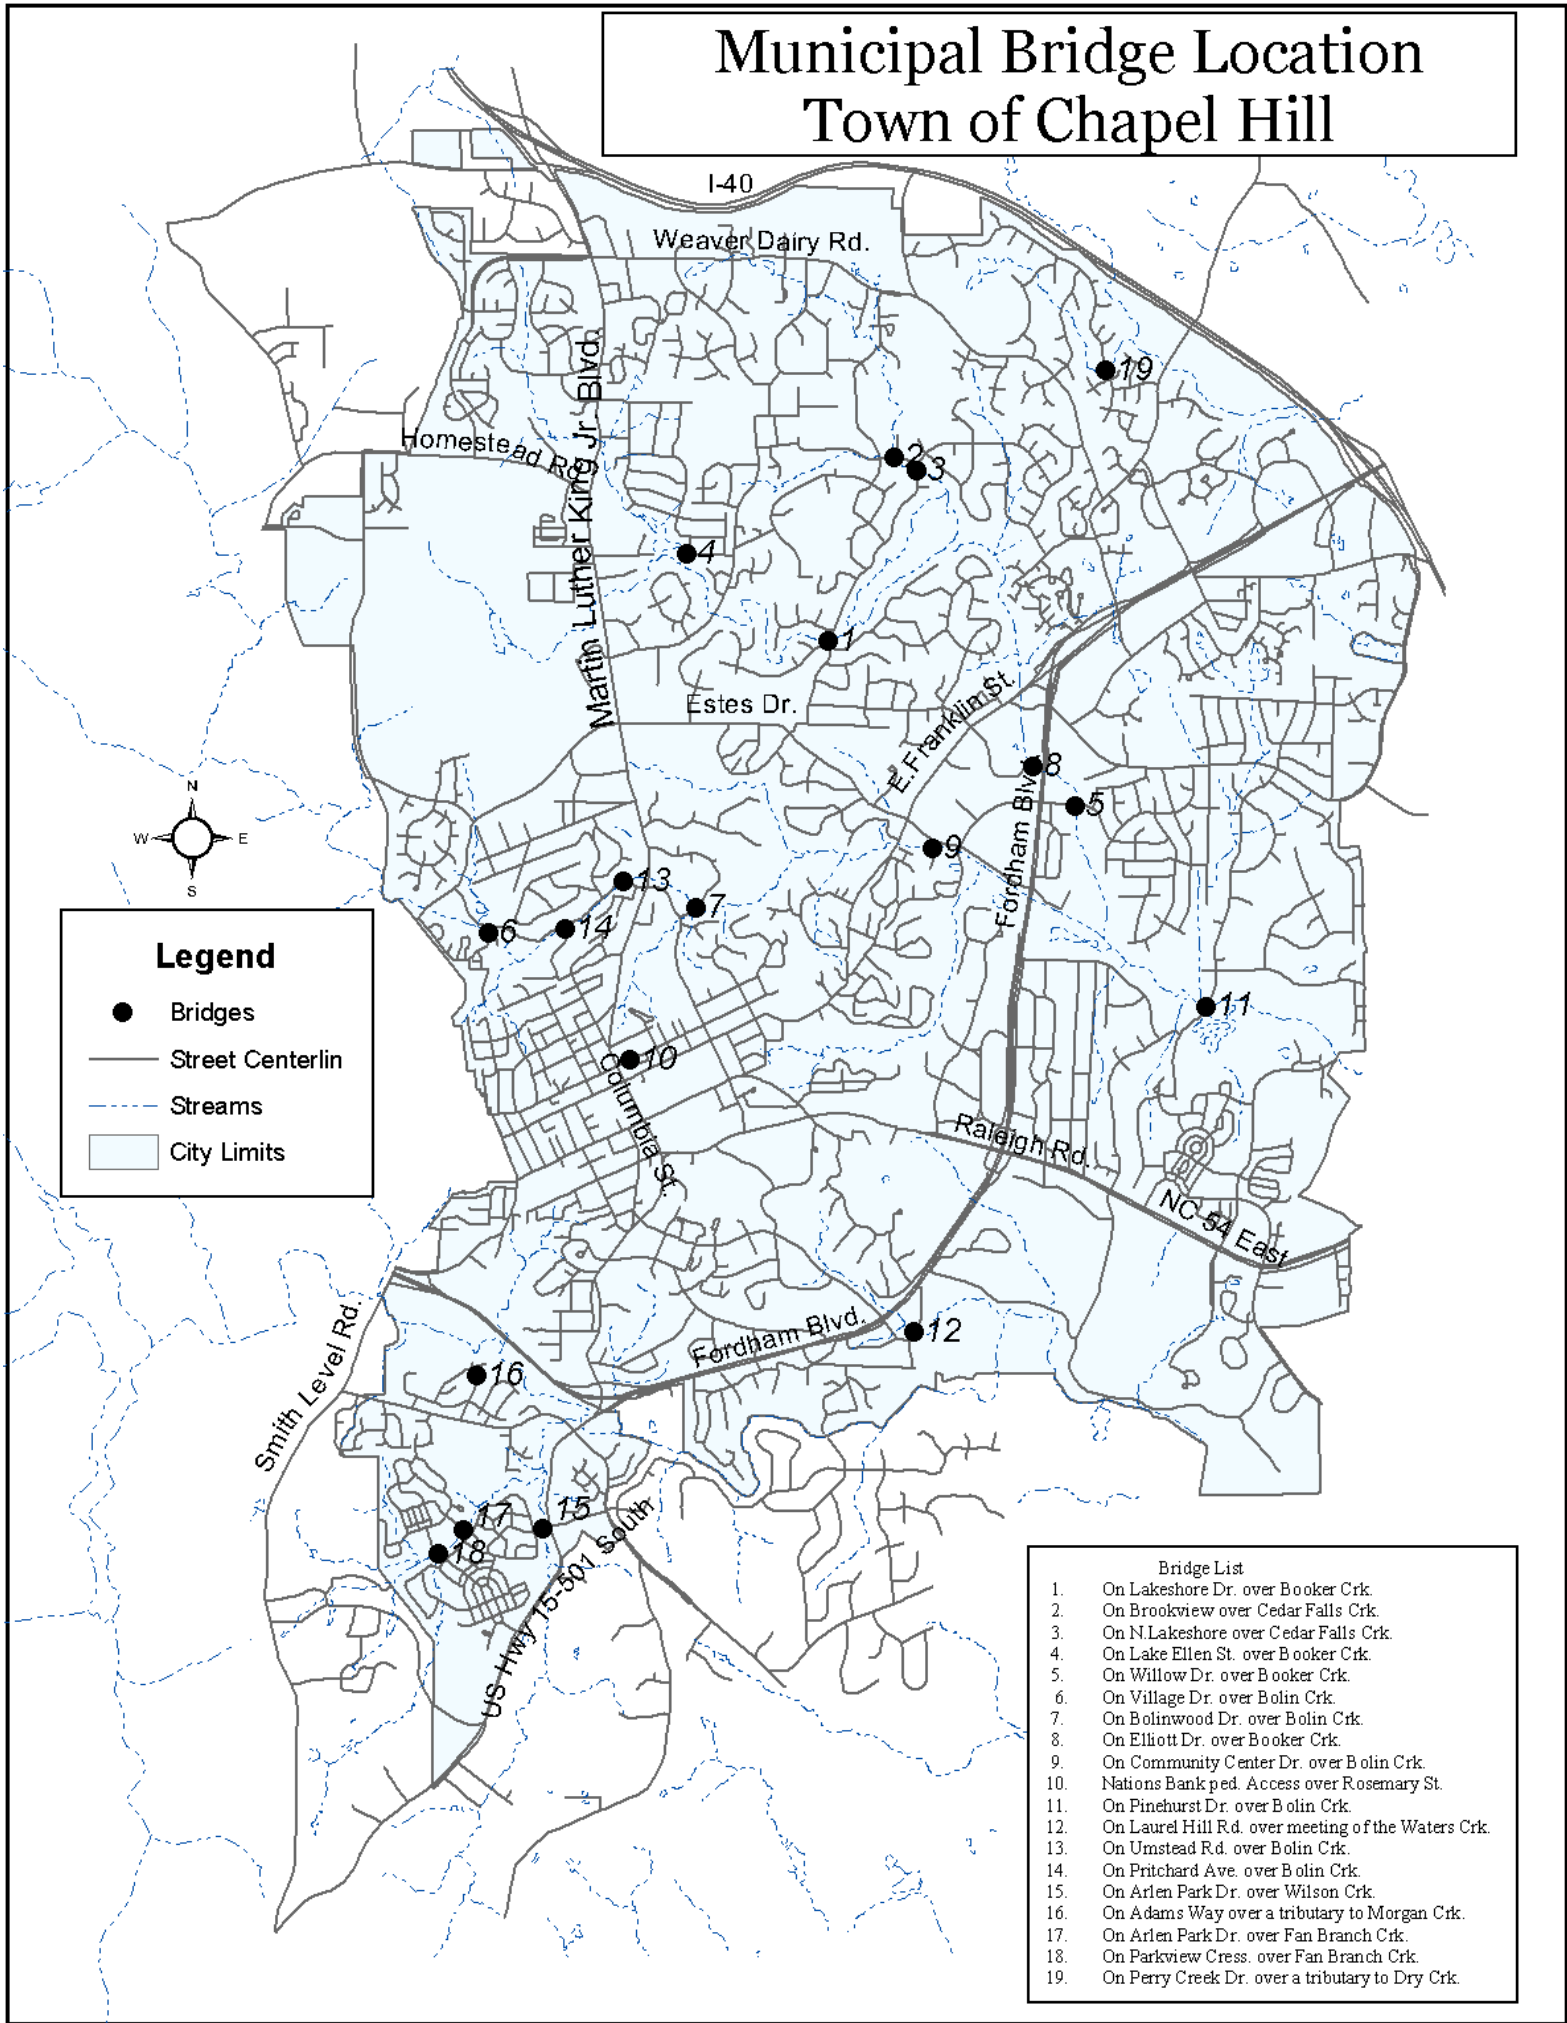 Municipal Bridge Location
Town of Chapel Hill
I-40
Weaver Dairy Rd.
Martin Luther King Jr. Blvd.
19
Homestead Rd.
2
3
4
1
Estes Dr.
E.Franklin St.
8
5
Fordham Blvd.
9
N
W
E
S
13
7
6
14
Legend
Bridges
Street Centerlin
Streams
City Limits
11
10
Columbia St.
Raleigh Rd.
NC 54 East
Smith Level Rd.
Fordham Blvd.
12
16
17
15
18
US Hwy 15-501 South
Bridge List
1. On Lakeshore Dr. over Booker Crk.
2. On Brookview over Cedar Falls Crk.
3. On N.Lakeshore over Cedar Falls Crk.
4. On Lake Ellen St. over Booker Crk.
5. On Willow Dr. over Booker Crk.
6. On Village Dr. over Bolin Crk.
7. On Bolinwood Dr. over Bolin Crk.
8. On Elliott Dr. over Booker Crk.
9. On Community Center Dr. over Bolin Crk.
10. Nations Bank ped. Access over Rosemary St.
11. On Pinehurst Dr. over Bolin Crk.
12. On Laurel Hill Rd. over meeting of the Waters Crk.
13. On Umstead Rd. over Bolin Crk.
14. On Pritchard Ave. over Bolin Crk.
15. On Arlen Park Dr. over Wilson Crk.
16. On Adams Way over a tributary to Morgan Crk.
17. On Arlen Park Dr. over Fan Branch Crk.
18. On Parkview Cress. over Fan Branch Crk.
19. On Perry Creek Dr. over a tributary to Dry Crk.